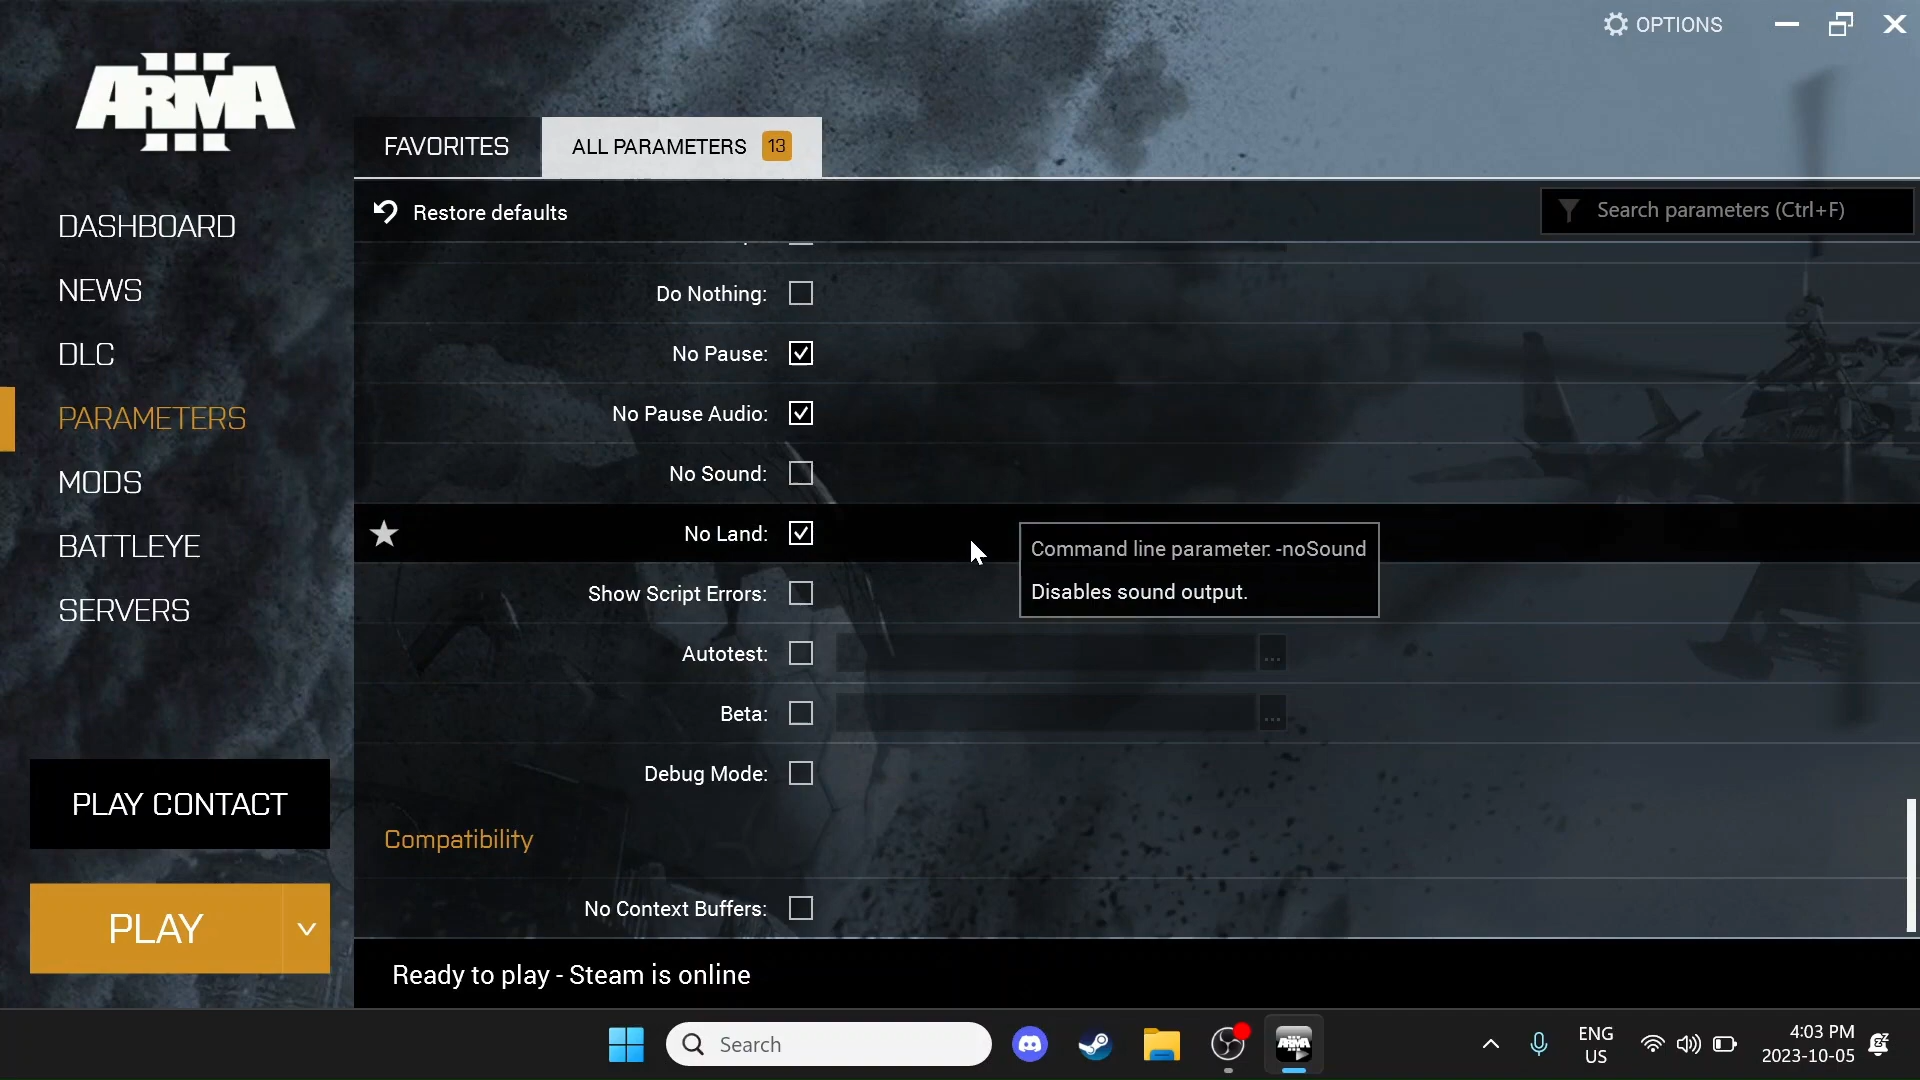 OPTIONS
ARMA III
FAVORITES
ALL PARAMETERS 13
Restore defaults
Search parameters (Ctrl+F)
DASHBOARD
NEWS
DLC
PARAMETERS
MODS
BATTLEYE
SERVERS
PLAY CONTACT
PLAY
Do Nothing:
No Pause:
No Pause Audio:
No Sound:
No Land:
Command line parameter: -noSound
Disables sound output.
Show Script Errors:
Autotest:
...
Beta:
...
Debug Mode:
Compatibility
No Context Buffers:
Ready to play - Steam is online
Search
ARMA
ENG
US
4:03 PM
2023-10-05